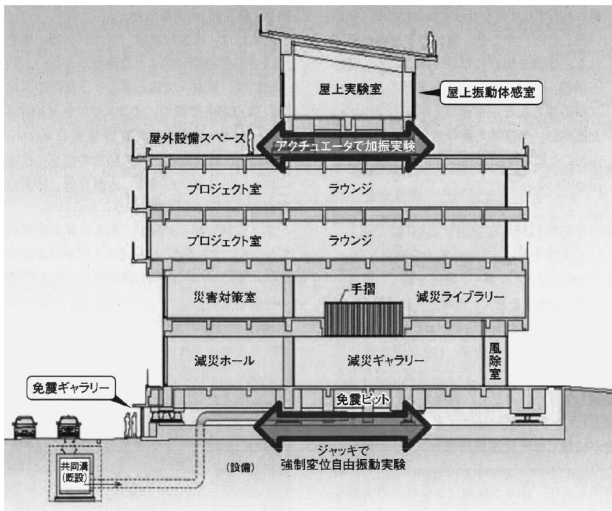 屋上実験室
屋上振動体感室
屋外設備スペース
アクチュエータで加振実験
プロジェクト室
ラウンジ
プロジェクト室
ラウンジ
災害対策室
手摺
減災ライブラリー
減災ホール
減災ギャラリー
風除室
免震ギャラリー
免震ピット
ジャッキで
強制変位自由振動実験
(設備)
共同溝
(既設)